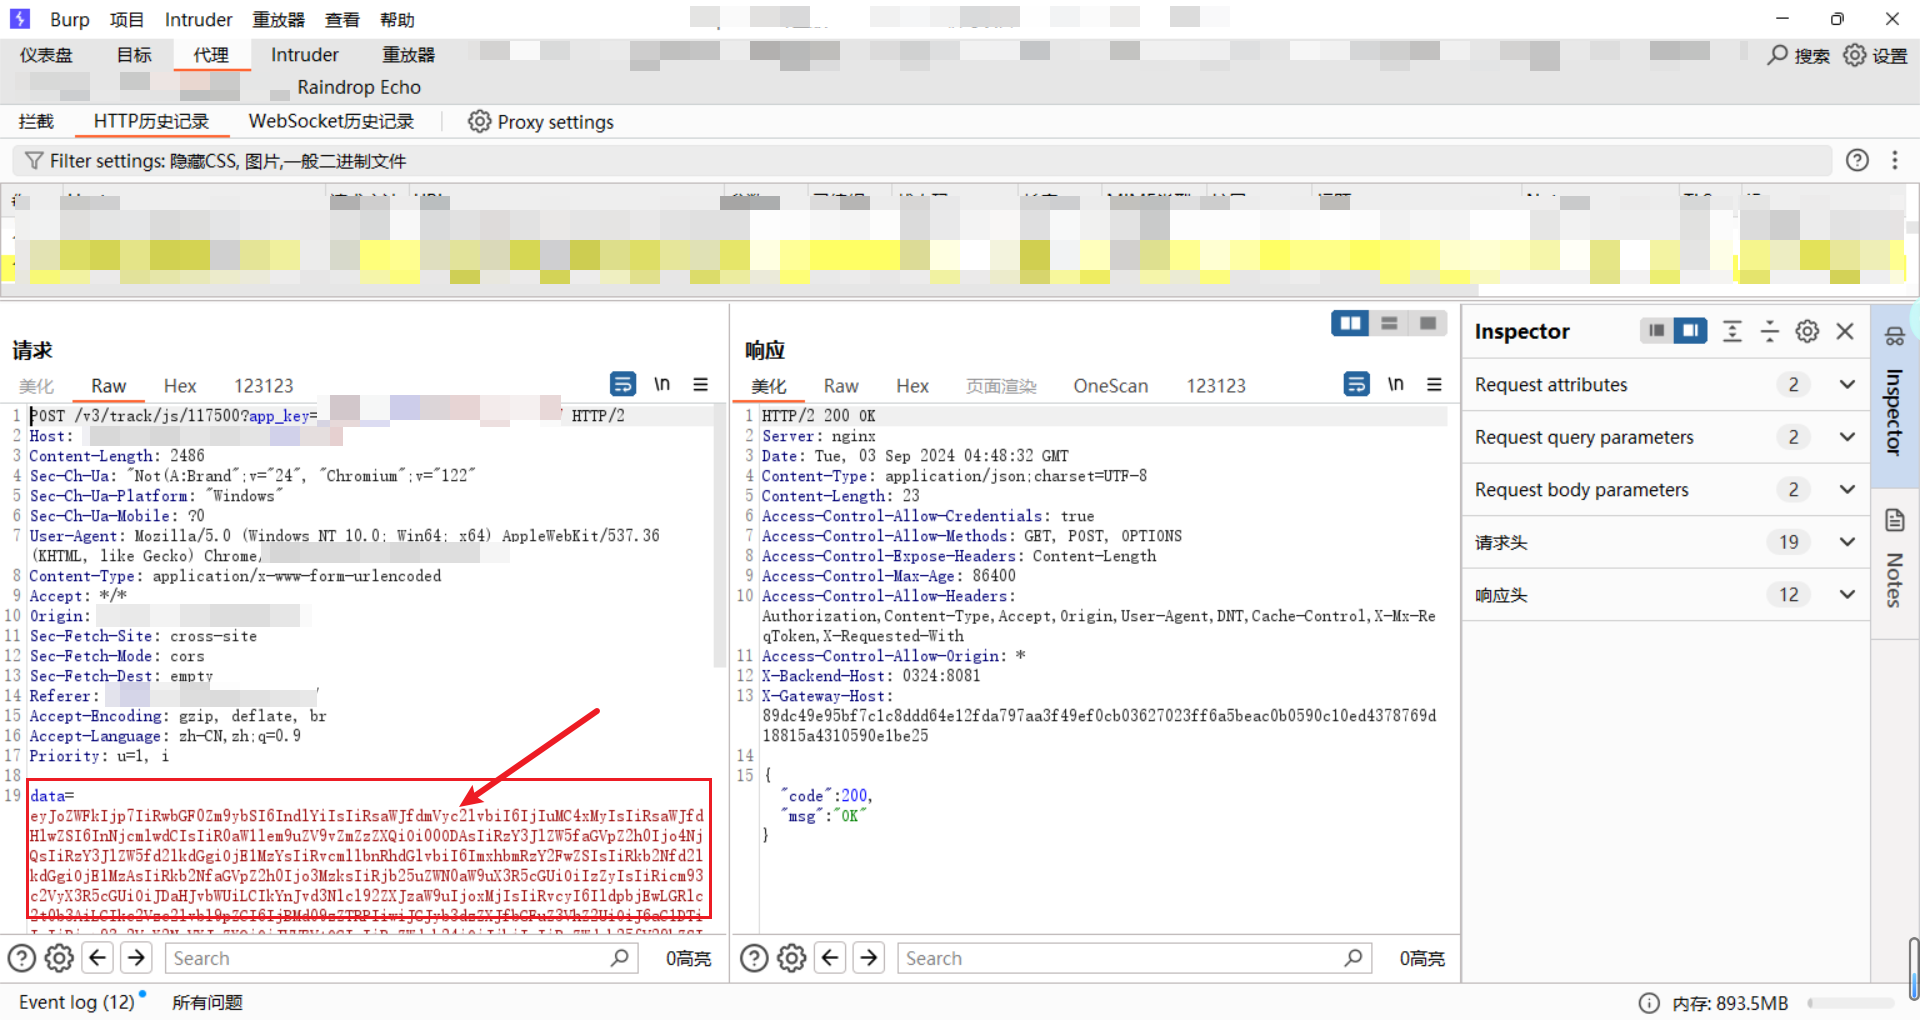 Burp 项目 Intruder 重放器 查看 帮助
仪表盘 目标 代理 Intruder 重放器
搜索 设置
Raindrop Echo
拦截 HTTP历史记录 WebSocket历史记录 Proxy settings
Filter settings: 隐藏CSS, 图片,一般二进制文件
请求
美化 Raw Hex 123123 \n
1 POST /v3/track/js/117500?app_key= HTTP/2
2 Host:
3 Content-Length: 2486
4 Sec-Ch-Ua: "Not(A:Brand";v="24", "Chromium";v="122"
5 Sec-Ch-Ua-Platform: "Windows"
6 Sec-Ch-Ua-Mobile: ?0
7 User-Agent: Mozilla/5.0 (Windows NT 10.0; Win64; x64) AppleWebKit/537.36
(KHTML, like Gecko) Chrome/
8 Content-Type: application/x-www-form-urlencoded
9 Accept: */*
10 Origin:
11 Sec-Fetch-Site: cross-site
12 Sec-Fetch-Mode: cors
13 Sec-Fetch-Dest: empty
14 Referer:
15 Accept-Encoding: gzip, deflate, br
16 Accept-Language: zh-CN,zh;q=0.9
17 Priority: u=1, i
18
19 data=
eyJoZWFkIjp7IiRwbGF0Zm9ybSI6IndlYiIsIiRsaWJfdmVyc2lvbiI6IjIuMC4xMyIsIiRsaWJfd
HlwZSI6InNjcmlwdCIsIiR0aW1lem9uZV9vZmZzZXQiOi000DAsIiRzY3JlZW5faGVpZ2h0Ijo4Nj
QsIiRzY3JlZW5fd2lkdGgiOjE1MzYsIiRvcmllbnRhdGlvbiI6ImxhbmRzY2FwZSIsIiRkb2Nfd2l
kdGgiOjE1MzAsIiRkb2NfaGVpZ2h0Ijo3MzksIiRjb25uZWN0aW9uX3R5cGUiOiIzZyIsIiRicm93
c2VyX3R5cGUiOiJDaHJvbWUiLCIkYnJvd3Nlcl92ZXJzaW9uIjoxMjIsIiRvcyI6IldpbjEwLGRlc
Search 0高亮
响应
美化 Raw Hex 页面渲染 OneScan 123123 \n
1 HTTP/2 200 OK
2 Server: nginx
3 Date: Tue, 03 Sep 2024 04:48:32 GMT
4 Content-Type: application/json;charset=UTF-8
5 Content-Length: 23
6 Access-Control-Allow-Credentials: true
7 Access-Control-Allow-Methods: GET, POST, OPTIONS
8 Access-Control-Expose-Headers: Content-Length
9 Access-Control-Max-Age: 86400
10 Access-Control-Allow-Headers:
Authorization,Content-Type,Accept,Origin,User-Agent,DNT,Cache-Control,X-Mx-Re
qToken,X-Requested-With
11 Access-Control-Allow-Origin: *
12 X-Backend-Host: 0324:8081
13 X-Gateway-Host:
89dc49e95bf7c1c8ddd64e12fda797aa3f49ef0cb03627023ff6a5beac0b0590c10ed4378769d
18815a4310590e1be25
14
15 {
"code":200,
"msg":"OK"
}
Search 0高亮
Inspector
Request attributes 2
Request query parameters 2
Request body parameters 2
请求头 19
响应头 12
Inspector
Notes
Event log (12) 所有问题
内存: 893.5MB